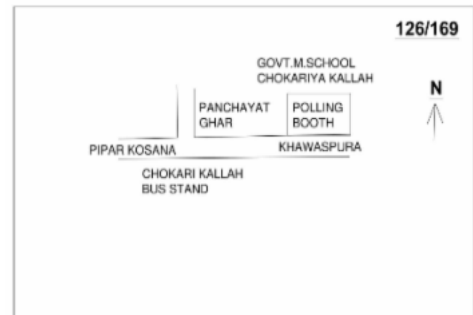 126/169
GOVT.M.SCHOOL
CHOKARIYA KALLAH
N
PANCHAYAT
GHAR
POLLING
BOOTH
PIPAR KOSANA
KHAWASPURA
CHOKARI KALLAH
BUS STAND